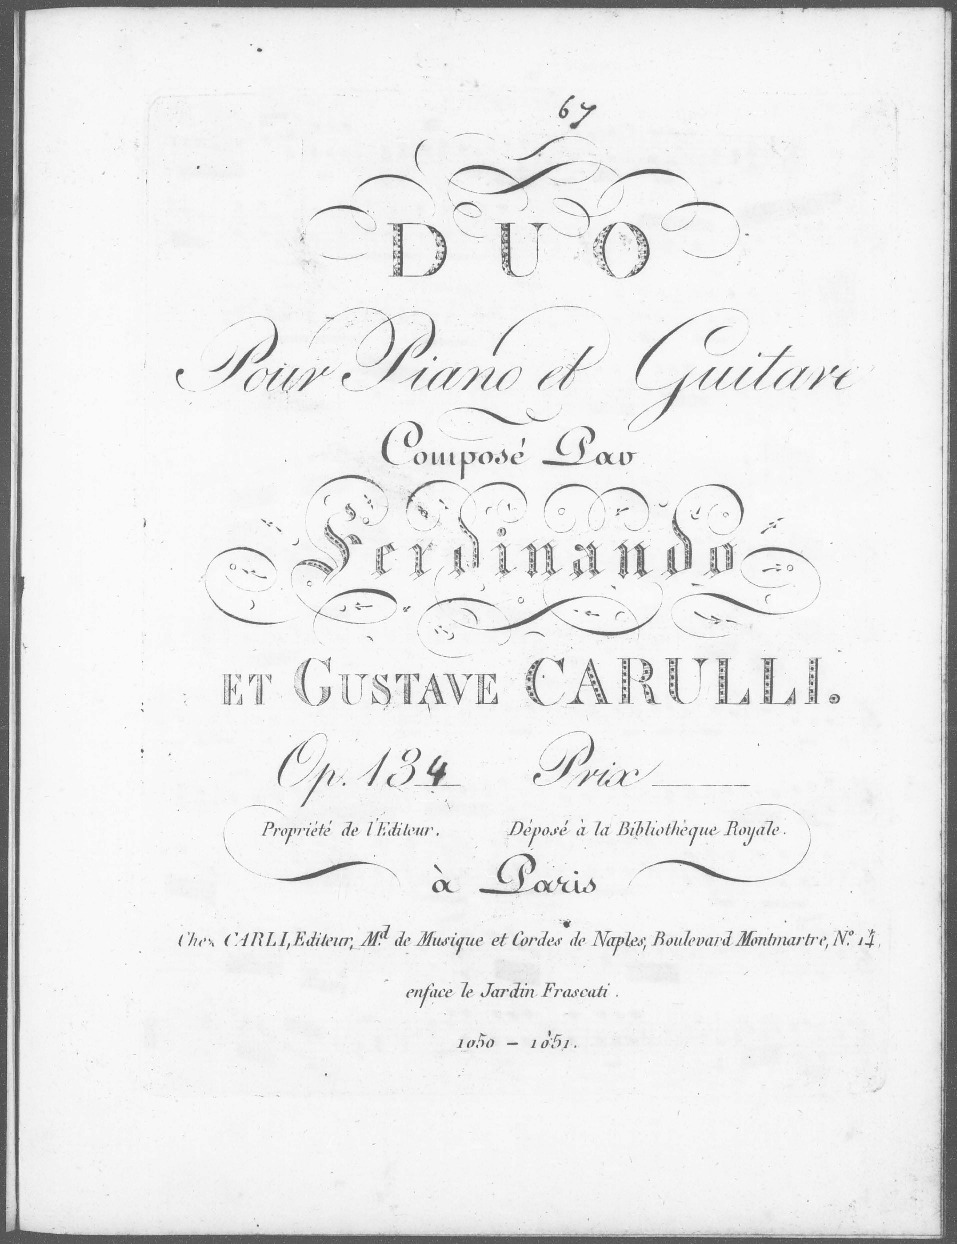 67
DUO
Pour Piano et Guitare
Composé Par
Ferdinando
ET GUSTAVE CARULLI.
Op. 134 Prix
Propriété de l'Editeur. Déposé à la Bibliothèque Royale.
à Paris
Chez CARLI, Editeur, M.d de Musique et Cordes de Naples, Boulevard Montmartre, N.o 14,
enface le Jardin Frascati.
1050 – 1051.